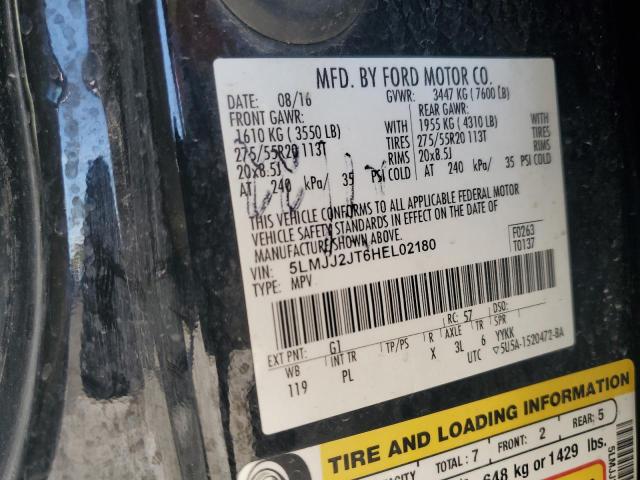 MFD. BY FORD MOTOR CO.
DATE: 08/16 GVWR: 3447 KG ( 7600 LB)
FRONT GAWR: REAR GAWR:
1610 KG ( 3550 LB) WITH 1955 KG ( 4310 LB)
275/55R20 113T TIRES 275/55R20 113T
20x8.5J RIMS 20x8.5J
AT 240 kPa/ 35 PSI COLD AT 240 kPa/ 35 PSI COLD
THIS VEHICLE CONFORMS TO ALL APPLICABLE FEDERAL MOTOR
VEHICLE SAFETY STANDARDS IN EFFECT ON THE DATE OF
MANUFACTURE SHOWN ABOVE.
F0263
T0137
VIN: 5LMJJ2JT6HEL02180
TYPE: MPV
EXT PNT: G1 RC: 57 DSO:
WB INT TR TP/PS R AXLE TR SPR
119 PL X 3L 6 YYKK
UTC ▽5U5A-1520472-BA
TIRE AND LOADING INFORMATION
CAPACITY TOTAL: 7 FRONT: 2 REAR: 5
648 kg or 1429 lbs.